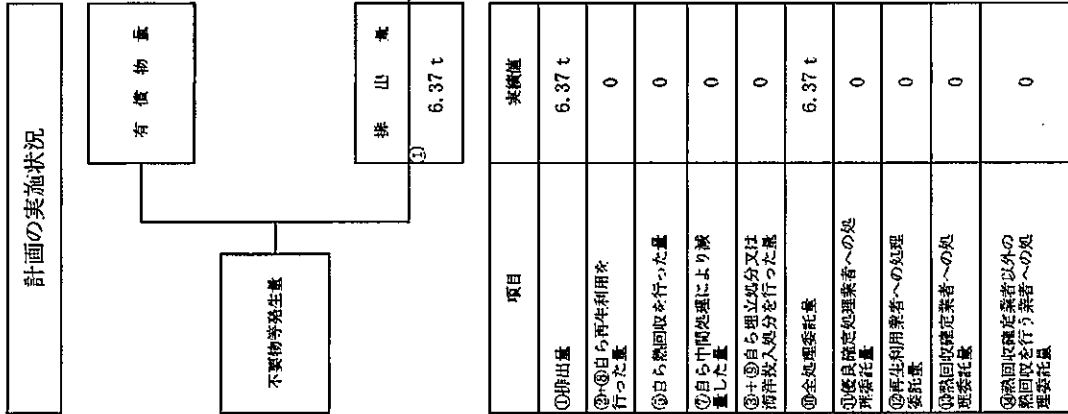 計画の実施状況
有償物量
不要物等発生量
排出量
①
6.37 t
項目
実績値
①排出量
6.37 t
②+⑧自ら再生利用を
行った量
0
⑤自ら熱回収を行った量
0
⑦自ら中間処理により減
量した量
0
③+⑨自ら埋立処分又は
海洋投入処分を行った量
0
⑩全処理委託量
6.37 t
⑪優良確定処理業者への処
理委託量
0
⑫再生利用業者への処理
委託量
0
⑬熱回収確定業者への処
理委託量
0
⑭熱回収確定業者以外の
熱回収を行う業者への処
理委託量
0